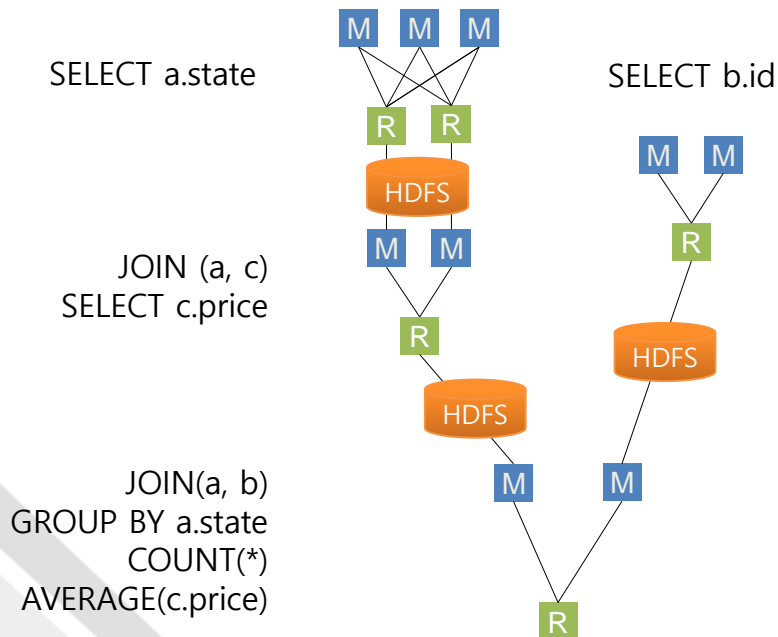 M M M
SELECT a.state
SELECT b.id
R R
M M
HDFS
R
M M
JOIN (a, c)
SELECT c.price
R
HDFS
HDFS
JOIN(a, b)
M M
GROUP BY a.state
COUNT(*)
AVERAGE(c.price)
R